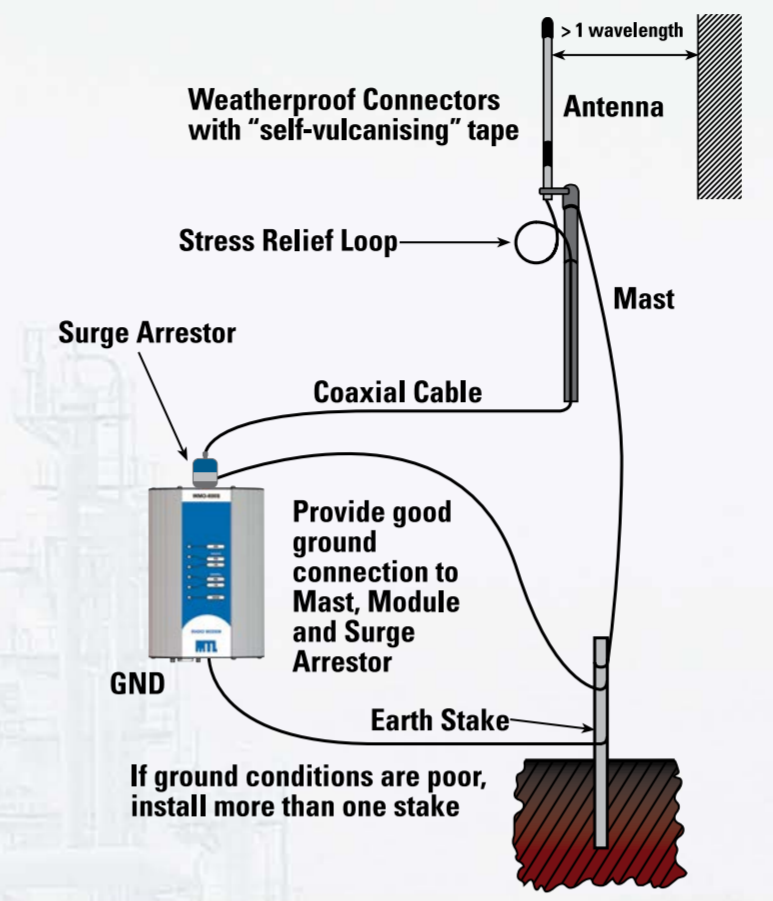 > 1 wavelength
Weatherproof Connectors
with “self-vulcanising” tape
Antenna
Stress Relief Loop
Mast
Surge Arrestor
Coaxial Cable
Provide good
ground
connection to
Mast, Module
and Surge
Arrestor
MTL
GND
Earth Stake
If ground conditions are poor,
install more than one stake